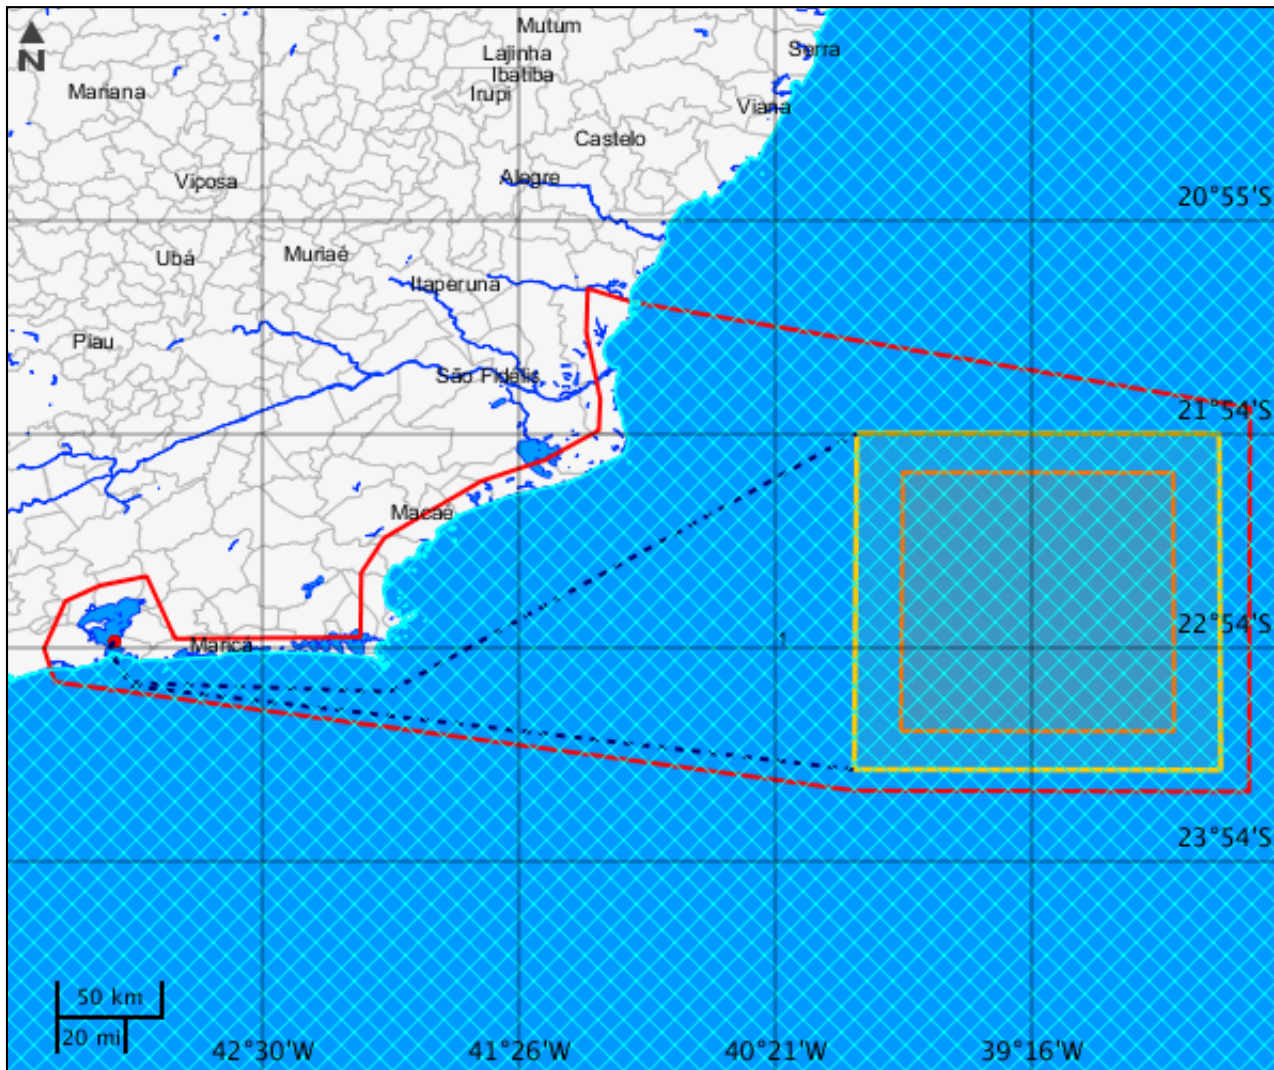 N
Mutum
Lajinha
Serra
Ibatiba
Mariana
Irupi
Viana
Castelo
Alegre
Viçosa
20°55'S
Ubá
Muriaé
Itaperuna
Piau
São Fidélis
21°54'S
Macaé
22°54'S
Maricá
1
23°54'S
50 km
20 mi
42°30'W
41°26'W
40°21'W
39°16'W